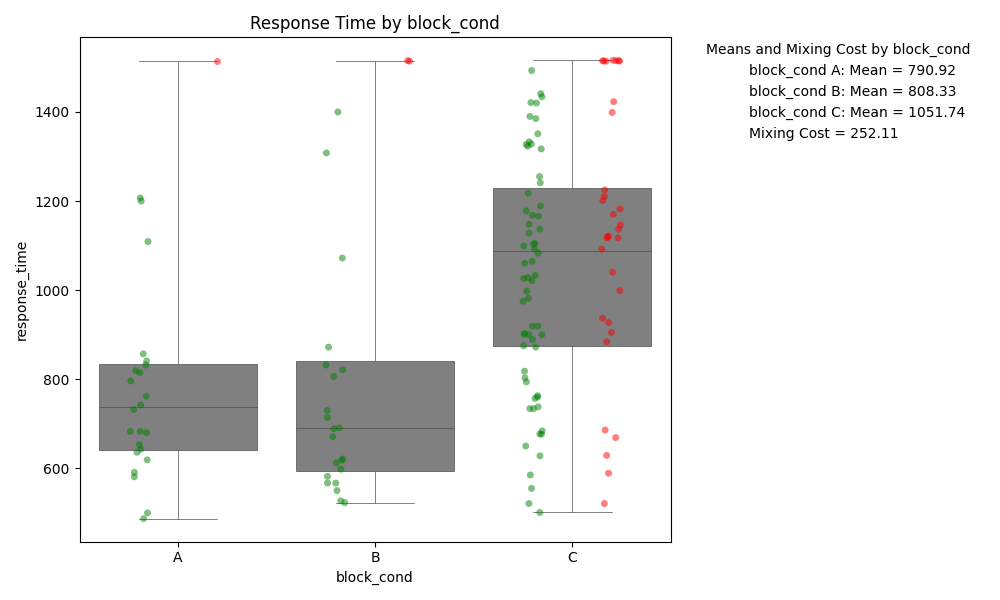 Response Time by block_cond
Means and Mixing Cost by block_cond
block_cond A: Mean = 790.92
block_cond B: Mean = 808.33
block_cond C: Mean = 1051.74
Mixing Cost = 252.11
response_time
1400
1200
1000
800
600
A
B
C
block_cond